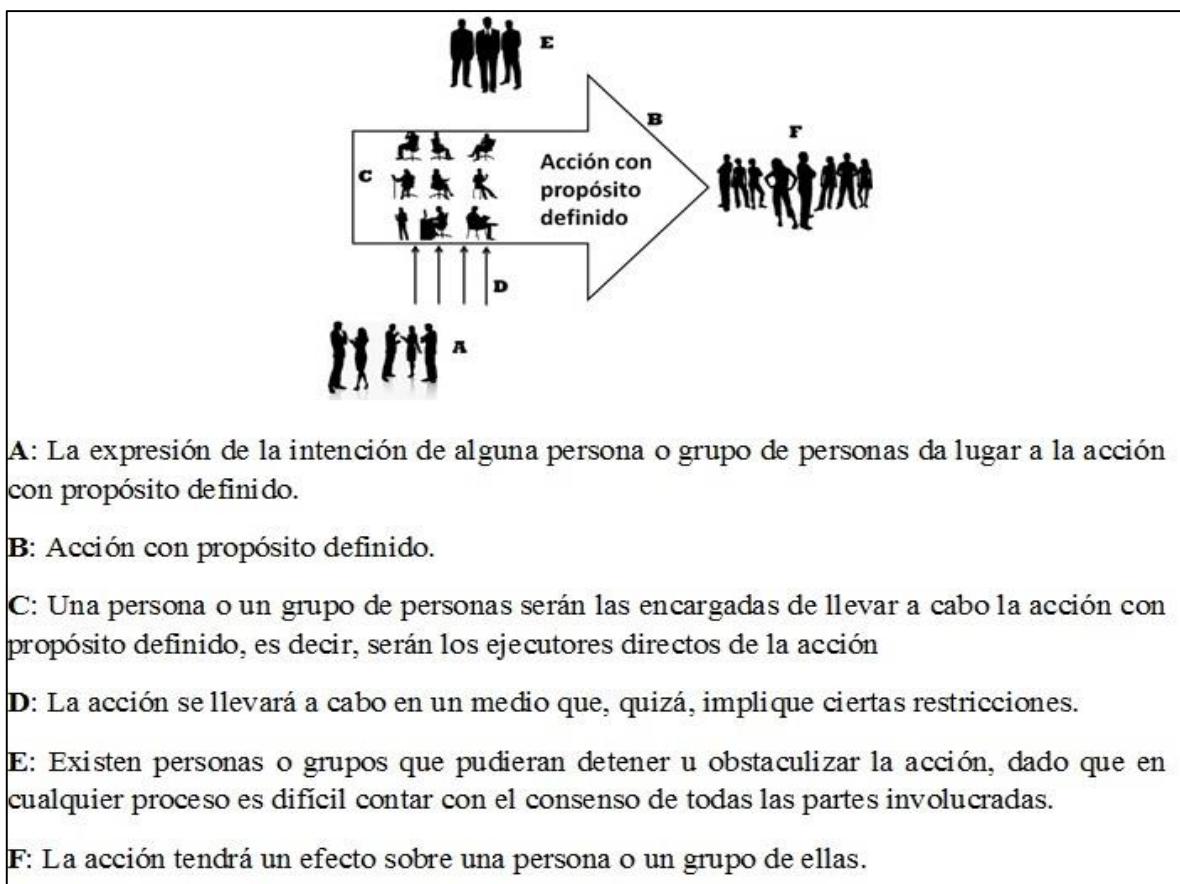 E
B
F
C
Acción con
propósito
definido
D
A
A: La expresión de la intención de alguna persona o grupo de personas da lugar a la acción
con propósito definido.
B: Acción con propósito definido.
C: Una persona o un grupo de personas serán las encargadas de llevar a cabo la acción con
propósito definido, es decir, serán los ejecutores directos de la acción
D: La acción se llevará a cabo en un medio que, quizá, implique ciertas restricciones.
E: Existen personas o grupos que pudieran detener u obstaculizar la acción, dado que en
cualquier proceso es difícil contar con el consenso de todas las partes involucradas.
F: La acción tendrá un efecto sobre una persona o un grupo de ellas.